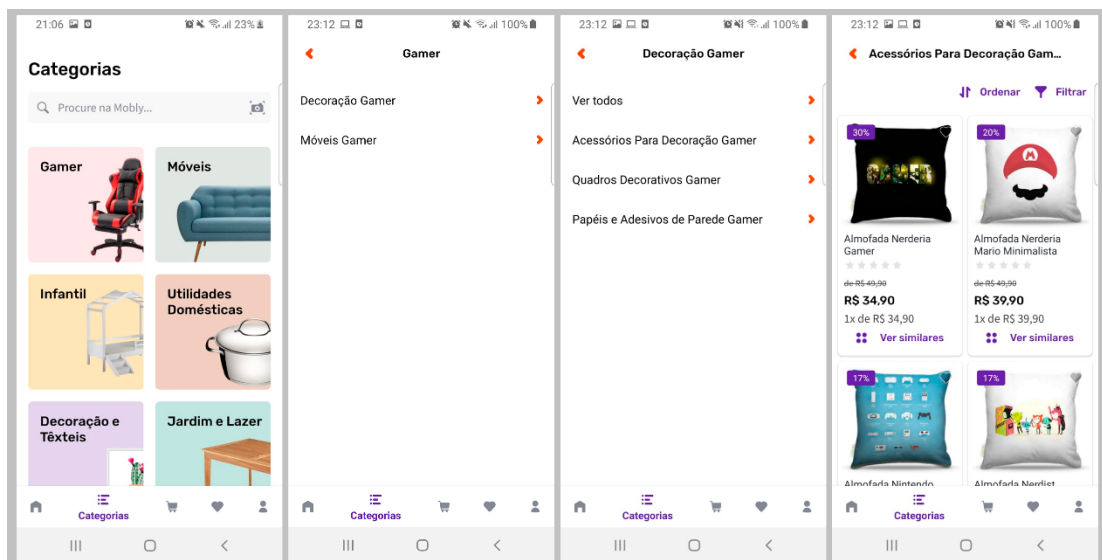 21:06
23%
Categorias
Procure na Mobly...
Gamer
Móveis
Infantil
Utilidades
Domésticas
Decoração e
Têxteis
Jardim e Lazer
Categorias
23:12
100%
Gamer
Decoração Gamer
Móveis Gamer
Categorias
23:12
100%
Decoração Gamer
Ver todos
Acessórios Para Decoração Gamer
Quadros Decorativos Gamer
Papéis e Adesivos de Parede Gamer
Categorias
23:12
100%
Acessórios Para Decoração Gam...
Ordenar
Filtrar
30%
GAMER
Almofada Nerderia
Gamer
de R$ 49,90
R$ 34,90
1x de R$ 34,90
Ver similares
20%
M
Almofada Nerderia
Mario Minimalista
de R$ 49,90
R$ 39,90
1x de R$ 39,90
Ver similares
17%
Almofada Nintendo
17%
Almofada Nerdist
Categorias